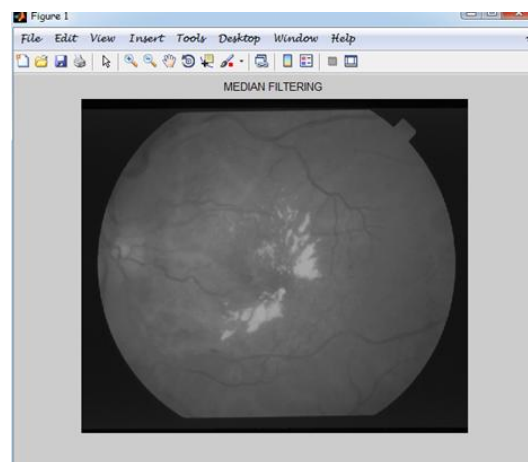 Figure 1
File Edit View Insert Tools Desktop Window Help
MEDIAN FILTERING